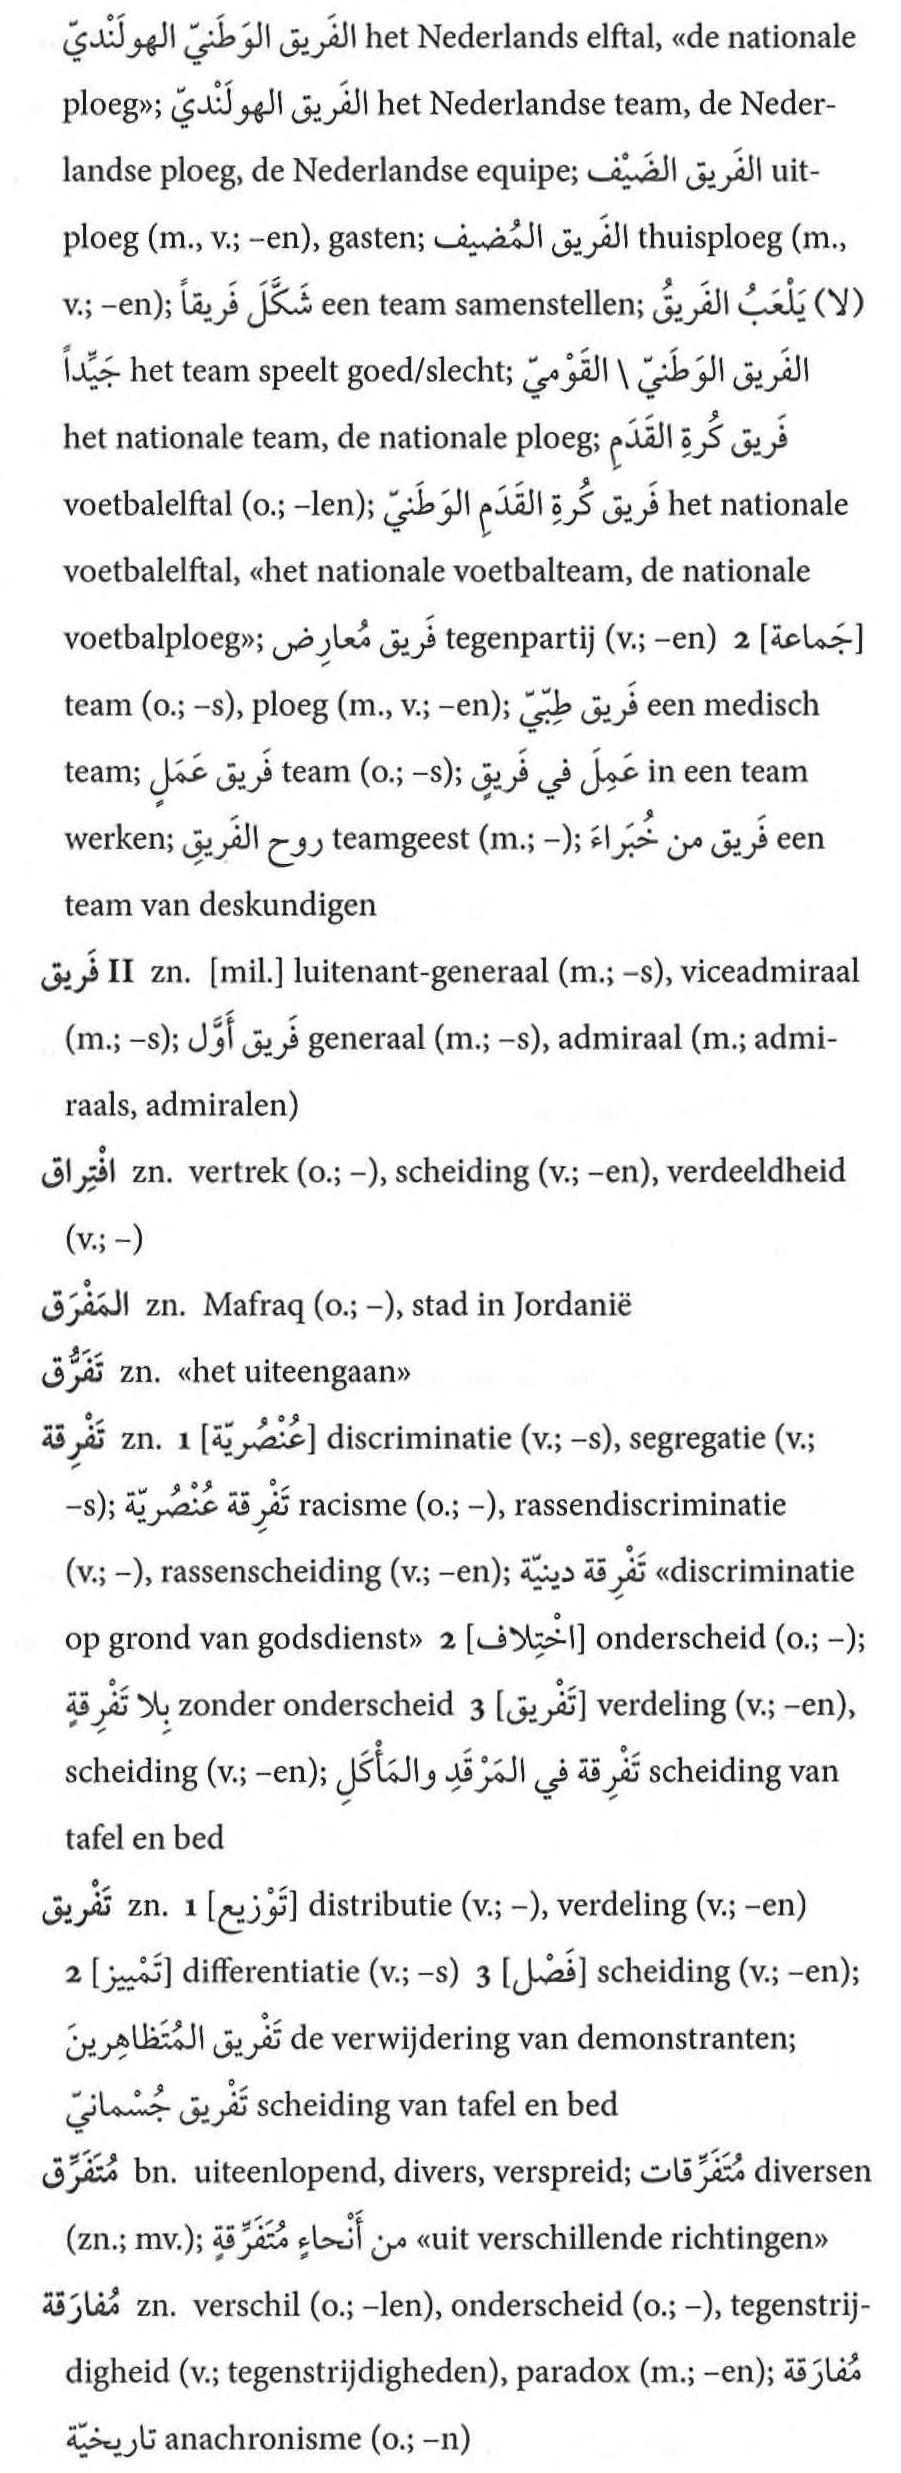 الفَريق الوَطَنيّ الهولَنْديّ het Nederlands elftal, «de nationale
ploeg»; الفَريق الهولَنْديّ het Nederlandse team, de Neder-
landse ploeg, de Nederlandse equipe; الفَريق الضَيْف uit-
ploeg (m., v.; –en), gasten; الفَريق المُضيف thuisploeg (m.,
v.; –en); شَكَّلَ فَريقاً een team samenstellen; (لا) يَلْعَبُ الفَريقُ
جَيِّداً het team speelt goed/slecht; الفَريق الوَطَنيّ \ القَوْميّ
het nationale team, de nationale ploeg; فَريق كُرةِ القَدَمِ
voetbalelftal (o.; –len); فَريق كُرةِ القَدَمِ الوَطَنيّ het nationale
voetbalelftal, «het nationale voetbalteam, de nationale
voetbalploeg»; فَريق مُعارِض tegenpartij (v.; –en) 2 [جَماعة]
team (o.; –s), ploeg (m., v.; –en); فَريق طِبّيّ een medisch
team; فَريق عَمَلٍ team (o.; –s); عَمِلَ في فَريقٍ in een team
werken; روح الفَريقِ teamgeest (m.; –); فَريق من خُبَراءَ een
team van deskundigen
فَريق II zn. [mil.] luitenant-generaal (m.; –s), viceadmiraal
(m.; –s); فَريق أَوَّل generaal (m.; –s), admiraal (m.; admi-
raals, admiralen)
افْتِراق zn. vertrek (o.; –), scheiding (v.; –en), verdeeldheid
(v.; –)
المَفْرَق zn. Mafraq (o.; –), stad in Jordanië
تَفَرُّق zn. «het uiteengaan»
تَفْرِقة zn. 1 [عُنْصُريّة] discriminatie (v.; –s), segregatie (v.;
–s); تَفْرِقة عُنْصُريّة racisme (o.; –), rassendiscriminatie
(v.; –), rassenscheiding (v.; –en); تَفْرِقة دينيّة «discriminatie
op grond van godsdienst» 2 [اخْتِلاف] onderscheid (o.; –);
بِلا تَفْرِقةٍ zonder onderscheid 3 [تَفْريق] verdeling (v.; –en),
scheiding (v.; –en); تَفْرِقة في المَرْقَدِ والمَأْكَلِ scheiding van
tafel en bed
تَفْريق zn. 1 [تَوْزيع] distributie (v.; –), verdeling (v.; –en)
2 [تَمْييز] differentiatie (v.; –s) 3 [فَصْل] scheiding (v.; –en);
تَفْريق المُتَظاهِرينَ de verwijdering van demonstranten;
تَفْريق جُسْمانيّ scheiding van tafel en bed
مُتَفَرِّق bn. uiteenlopend, divers, verspreid; مُتَفَرِّقات diversen
(zn.; mv.); من أَنْحاءٍ مُتَفَرِّقةٍ «uit verschillende richtingen»
مُفارَقة zn. verschil (o.; –len), onderscheid (o.; –), tegenstrij-
digheid (v.; tegenstrijdigheden), paradox (m.; –en); مُفارَقة
تاريخيّة anachronisme (o.; –n)